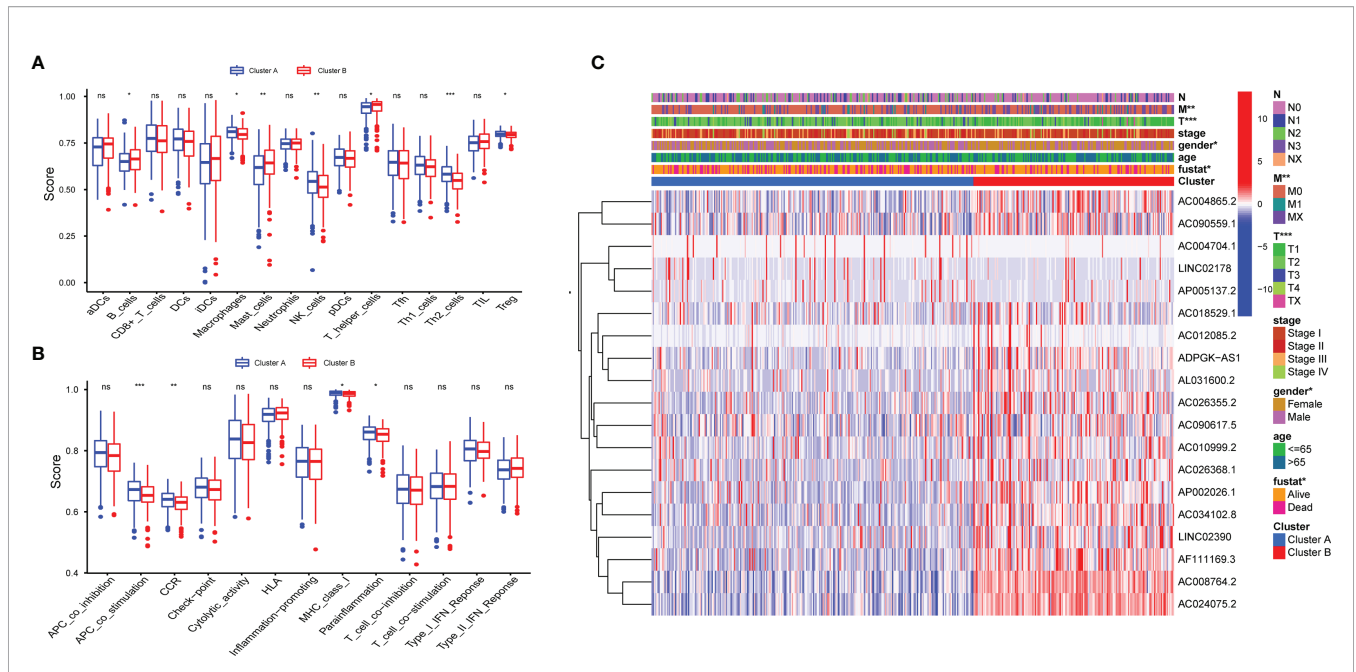 A
Cluster A Cluster B
ns * ns ns ns * ** ns ** ns * ns ns *** ns *
Score
1.00
0.75
0.50
0.25
0.00
aDCs
B_cells
CD8+_T_cells
DCs
iDCs
Macrophages
Mast_cells
Neutrophils
NK_cells
pDCs
T_helper_cells
Tfh
Th1_cells
Th2_cells
TIL
Treg
B
Cluster A Cluster B
ns *** ** ns ns ns ns * * ns ns ns ns
Score
1.0
0.8
0.6
0.4
APC_co_inhibition
APC_co_stimulation
CCR
Check-point
Cytolytic_activity
HLA
Inflammation-promoting
MHC_class_I
Parainflammation
T_cell_co-inhibition
T_cell_co-stimulation
Type_I_IFN_Reponse
Type_II_IFN_Reponse
C
N
M**
T***
stage
gender*
age
fustat*
Cluster
AC004865.2
AC090559.1
AC004704.1
LINC02178
AP005137.2
AC018529.1
AC012085.2
ADPGK-AS1
AL031600.2
AC026355.2
AC090617.5
AC010999.2
AC026368.1
AP002026.1
AC034102.8
LINC02390
AF111169.3
AC008764.2
AC024075.2
10
5
0
-5
-10
N
N0
N1
N2
N3
NX
M**
M0
M1
MX
T***
T1
T2
T3
T4
TX
stage
Stage I
Stage II
Stage III
Stage IV
gender*
Female
Male
age
<=65
>65
fustat*
Alive
Dead
Cluster
Cluster A
Cluster B